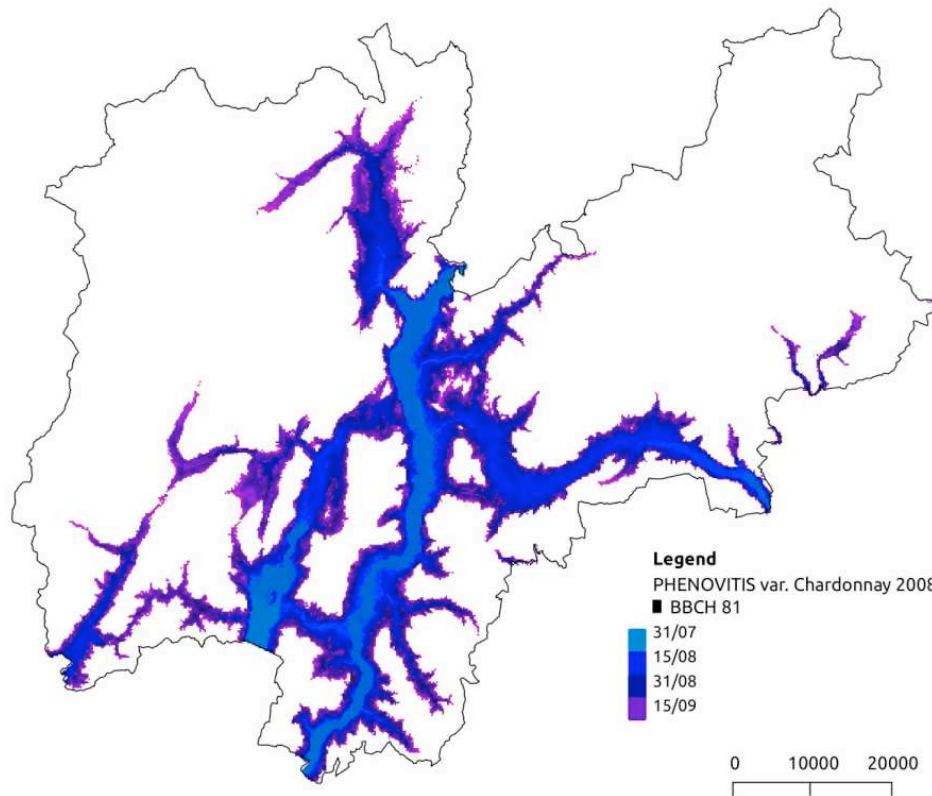 Legend
PHENOVITIS var. Chardonnay 2008
BBCH 81
31/07
15/08
31/08
15/09
0 10000 20000